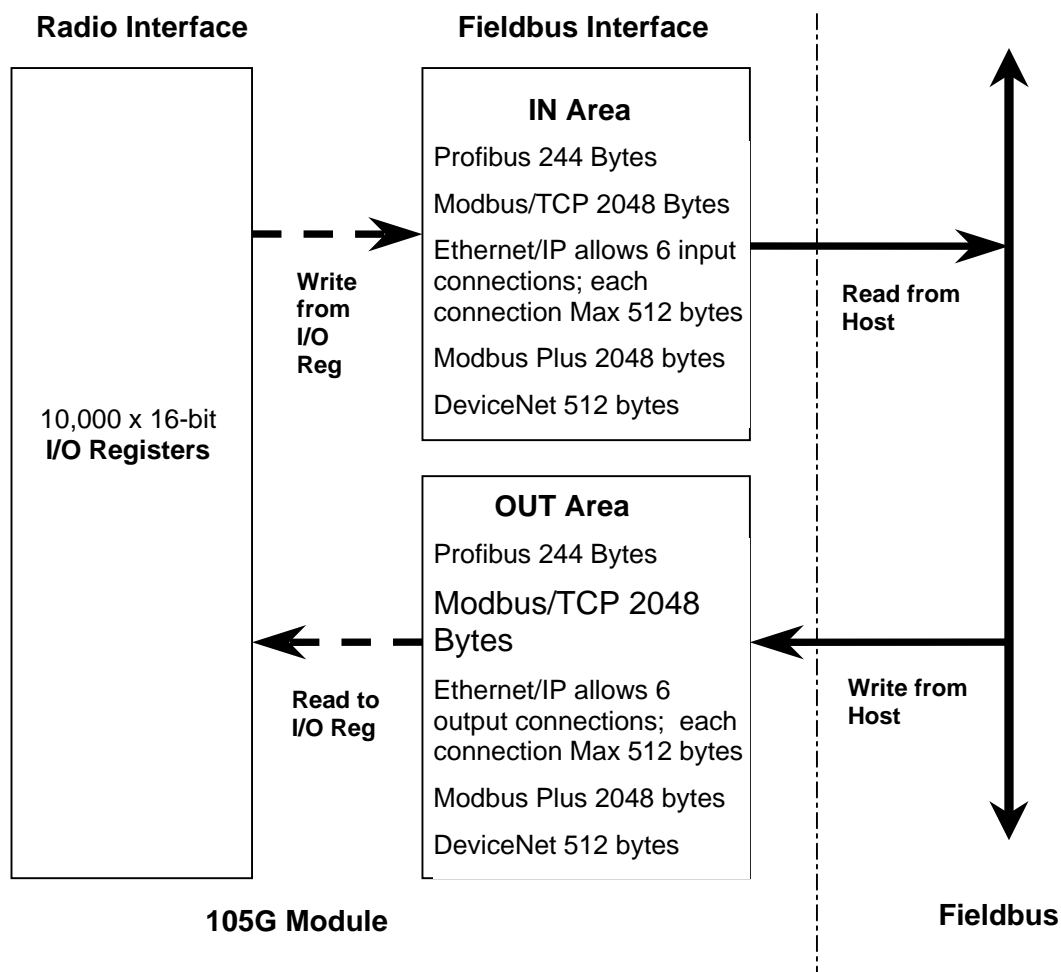 Radio Interface
Fieldbus Interface
10,000 x 16-bit
I/O Registers
Write
from
I/O
Reg
IN Area
Profibus 244 Bytes
Modbus/TCP 2048 Bytes
Ethernet/IP allows 6 input
connections; each
connection Max 512 bytes
Modbus Plus 2048 bytes
DeviceNet 512 bytes
Read from
Host
Read to
I/O Reg
OUT Area
Profibus 244 Bytes
Modbus/TCP 2048
Bytes
Ethernet/IP allows 6
output connections; each
connection Max 512 bytes
Modbus Plus 2048 bytes
DeviceNet 512 bytes
Write from
Host
105G Module
Fieldbus